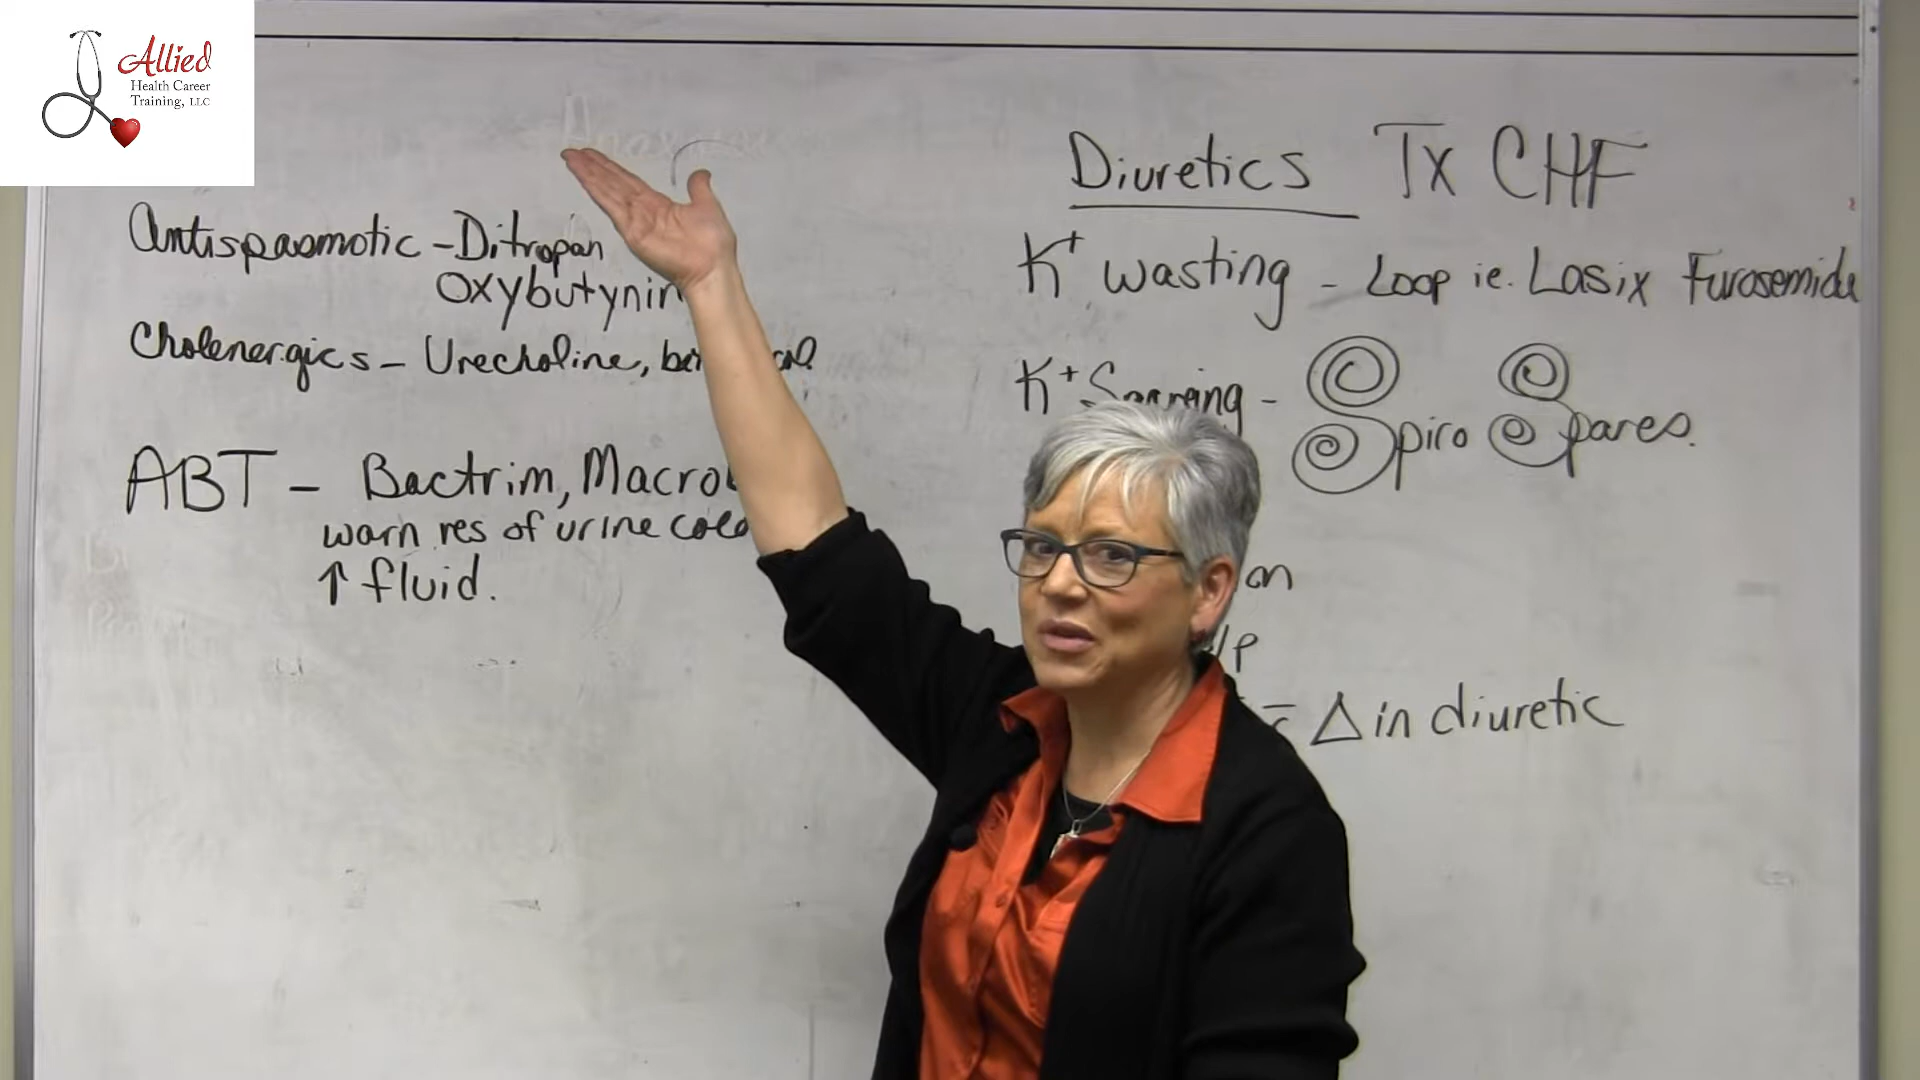 Allied
Health Career
Training, LLC
Antispasmotic - Ditropan
Oxybutynin
Cholenergics - Urecholine,
ABT - Bactrim,
warn res of urine
↑ fluid.
Diuretics Tx CHF
K+ wasting - Loop ie. Lasix Furosemide
K+ Sparing - Spiro Spares.
Δ in diuretic